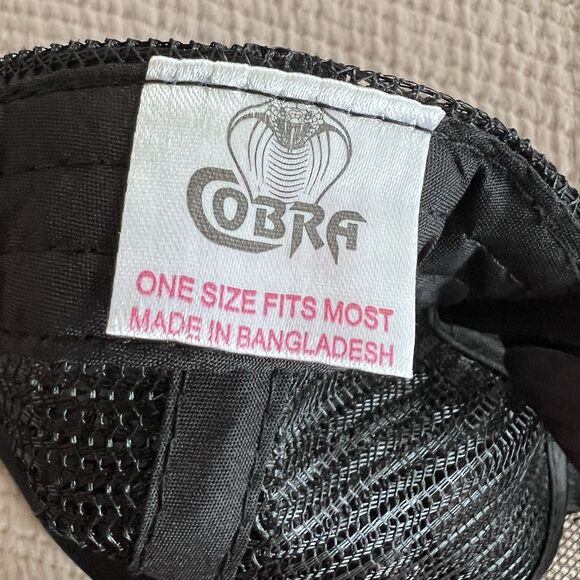 COBRA
ONE SIZE FITS MOST
MADE IN BANGLADESH